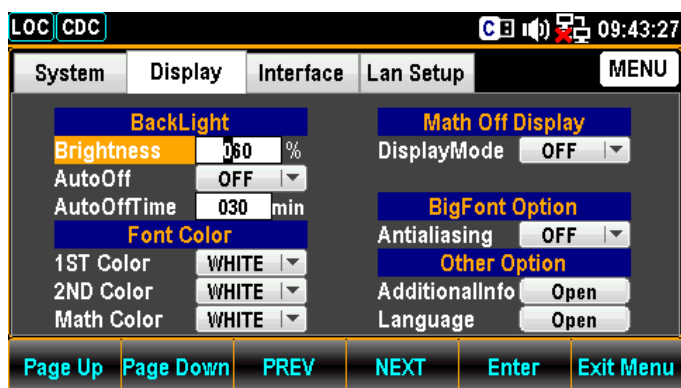 LOC CDC C 09:43:27
System Display Interface Lan Setup MENU
BackLight
Brightness 060 %
AutoOff OFF
AutoOffTime 030 min
Font Color
1ST Color WHITE
2ND Color WHITE
Math Color WHITE
Math Off Display
DisplayMode OFF
BigFont Option
Antialiasing OFF
Other Option
AdditionalInfo Open
Language Open
Page Up Page Down PREV NEXT Enter Exit Menu